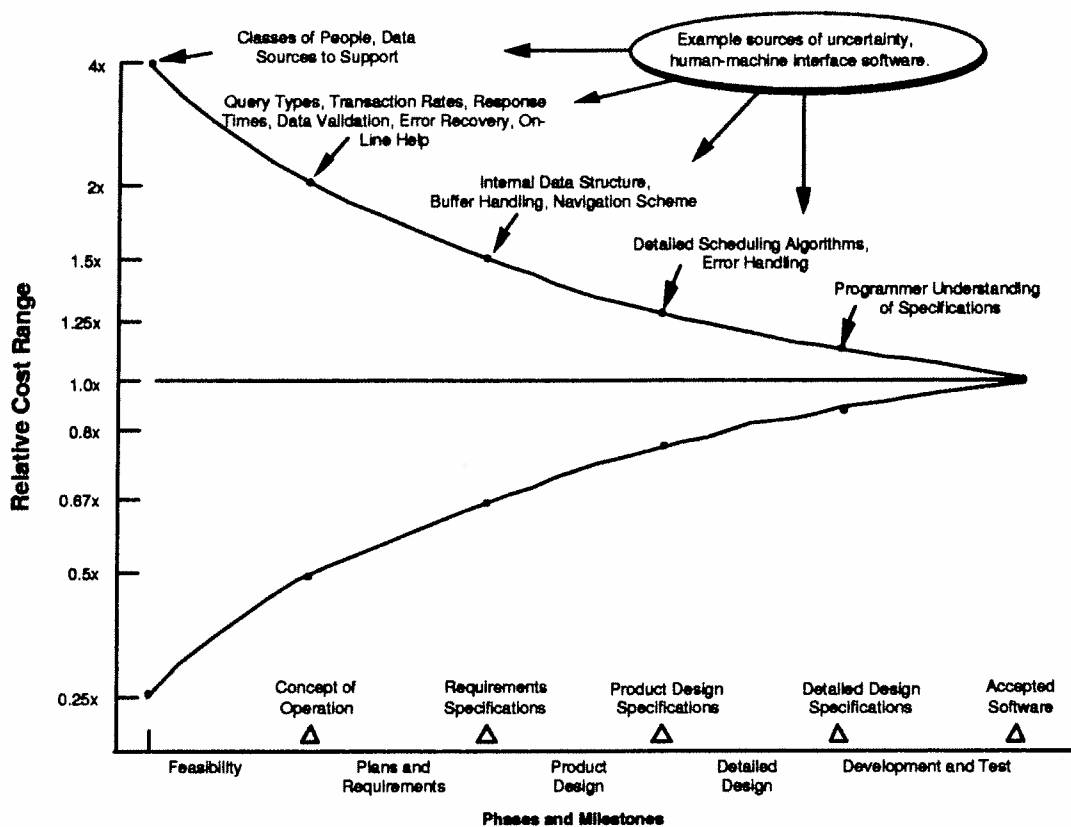 Classes of People, Data
Sources to Support
Example sources of uncertainty,
human-machine interface software.
4x
Query Types, Transaction Rates, Response
Times, Data Validation, Error Recovery, On-
Line Help
2x
Internal Data Structure,
Buffer Handling, Navigation Scheme
1.5x
Detailed Scheduling Algorithms,
Error Handling
Programmer Understanding
of Specifications
1.25x
1.0x
0.8x
0.67x
0.5x
0.25x
Relative Cost Range
Concept of
Operation
Requirements
Specifications
Product Design
Specifications
Detailed Design
Specifications
Accepted
Software
Feasibility
Plans and
Requirements
Product
Design
Detailed
Design
Development and Test
Phases and Milestones